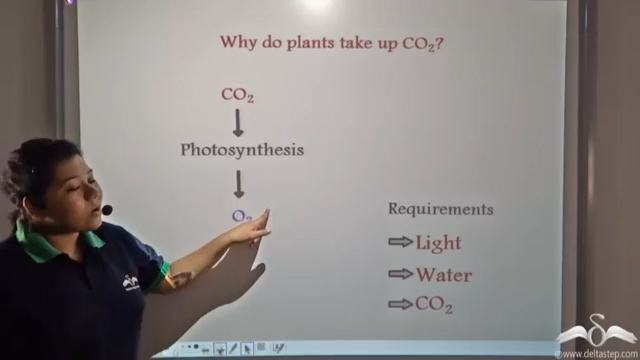 Why do plants take up CO₂?
CO₂
Photosynthesis
O₂
Requirements
⇨Light
⇨Water
⇨CO₂
©www.deltastep.com